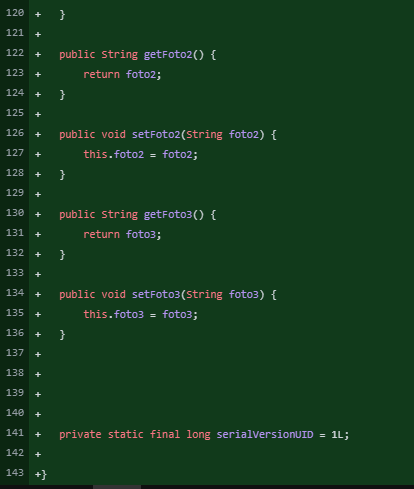 120 +    }
121 +
122 +    public String getFoto2() {
123 +        return foto2;
124 +    }
125 +
126 +    public void setFoto2(String foto2) {
127 +        this.foto2 = foto2;
128 +    }
129 +
130 +    public String getFoto3() {
131 +        return foto3;
132 +    }
133 +
134 +    public void setFoto3(String foto3) {
135 +        this.foto3 = foto3;
136 +    }
137 +
138 +
139 +
140 +
141 +    private static final long serialVersionUID = 1L;
142 +
143 +}